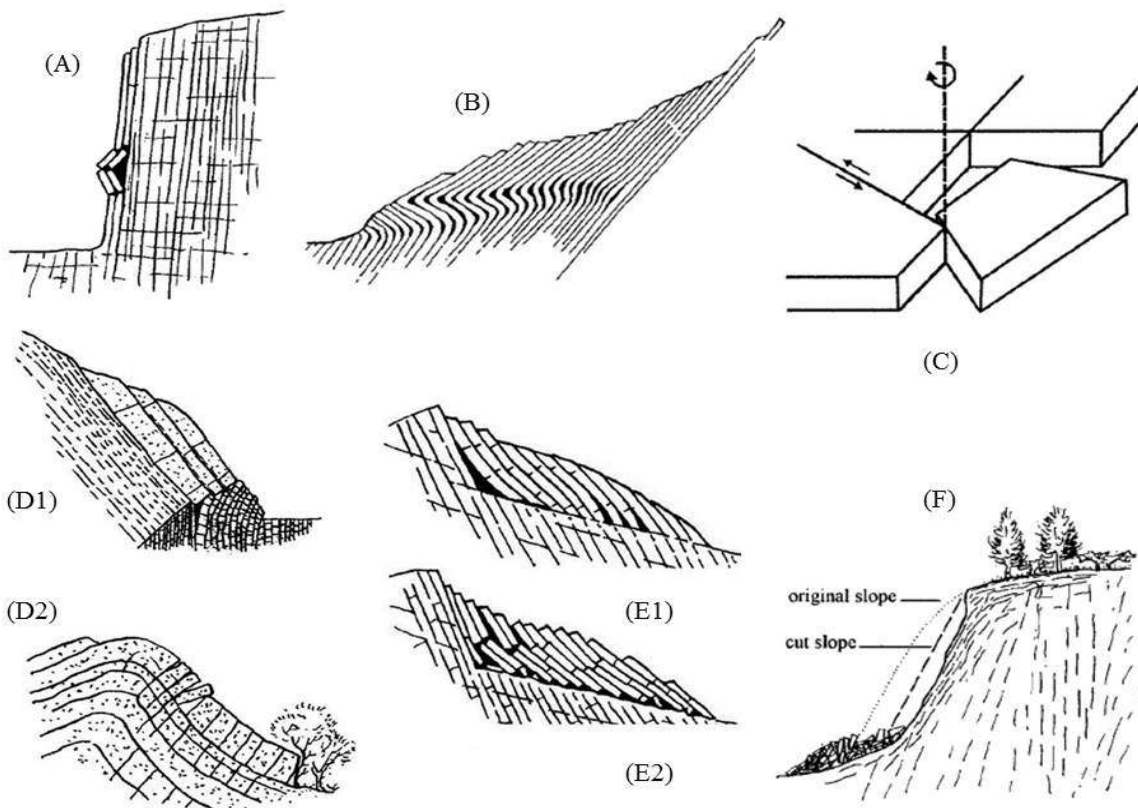 (A)
(B)
(C)
(D1)
(D2)
(E1)
(E2)
(F)
original slope
cut slope